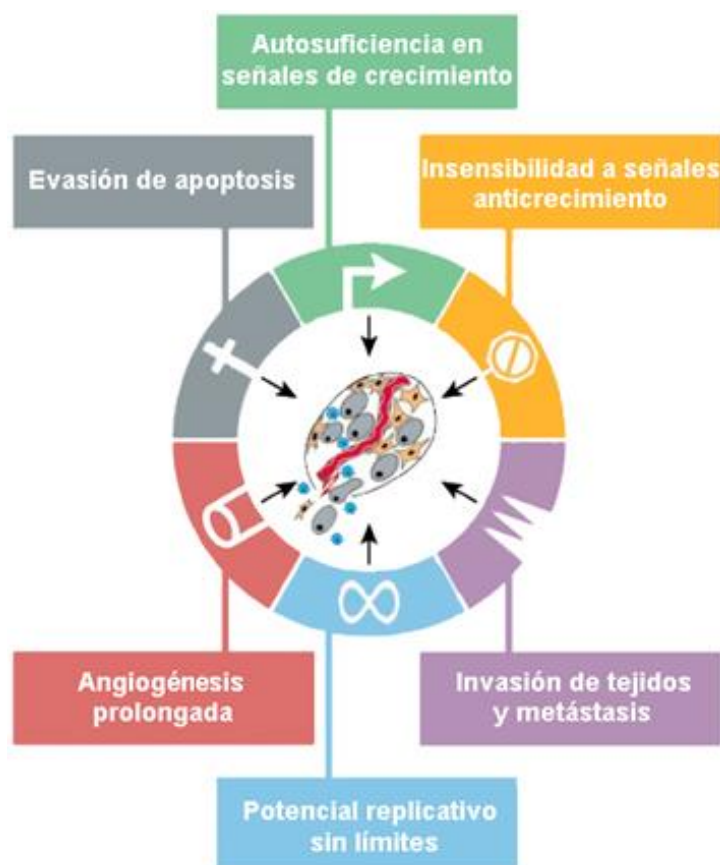 Autosuficiencia en
señales de crecimiento
Evasión de apoptosis
Insensibilidad a señales
anticrecimiento
Angiogénesis
prolongada
Invasión de tejidos
y metástasis
Potencial replicativo
sin límites